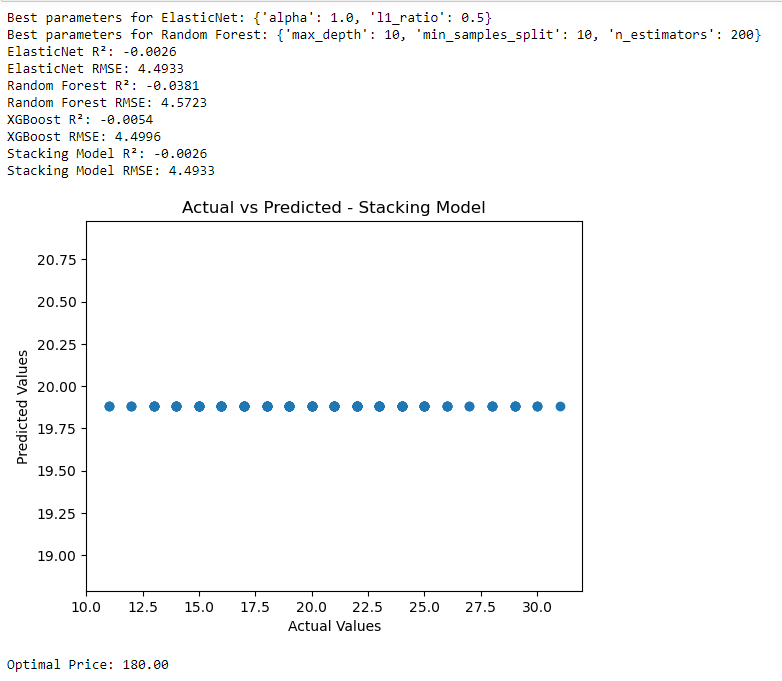 Best parameters for ElasticNet: {'alpha': 1.0, 'l1_ratio': 0.5}
Best parameters for Random Forest: {'max_depth': 10, 'min_samples_split': 10, 'n_estimators': 200}
ElasticNet R²: -0.0026
ElasticNet RMSE: 4.4933
Random Forest R²: -0.0381
Random Forest RMSE: 4.5723
XGBoost R²: -0.0054
XGBoost RMSE: 4.4996
Stacking Model R²: -0.0026
Stacking Model RMSE: 4.4933
Actual vs Predicted - Stacking Model
20.75
20.50
20.25
20.00
19.75
19.50
19.25
19.00
Predicted Values
10.0 12.5 15.0 17.5 20.0 22.5 25.0 27.5 30.0
Actual Values
Optimal Price: 180.00